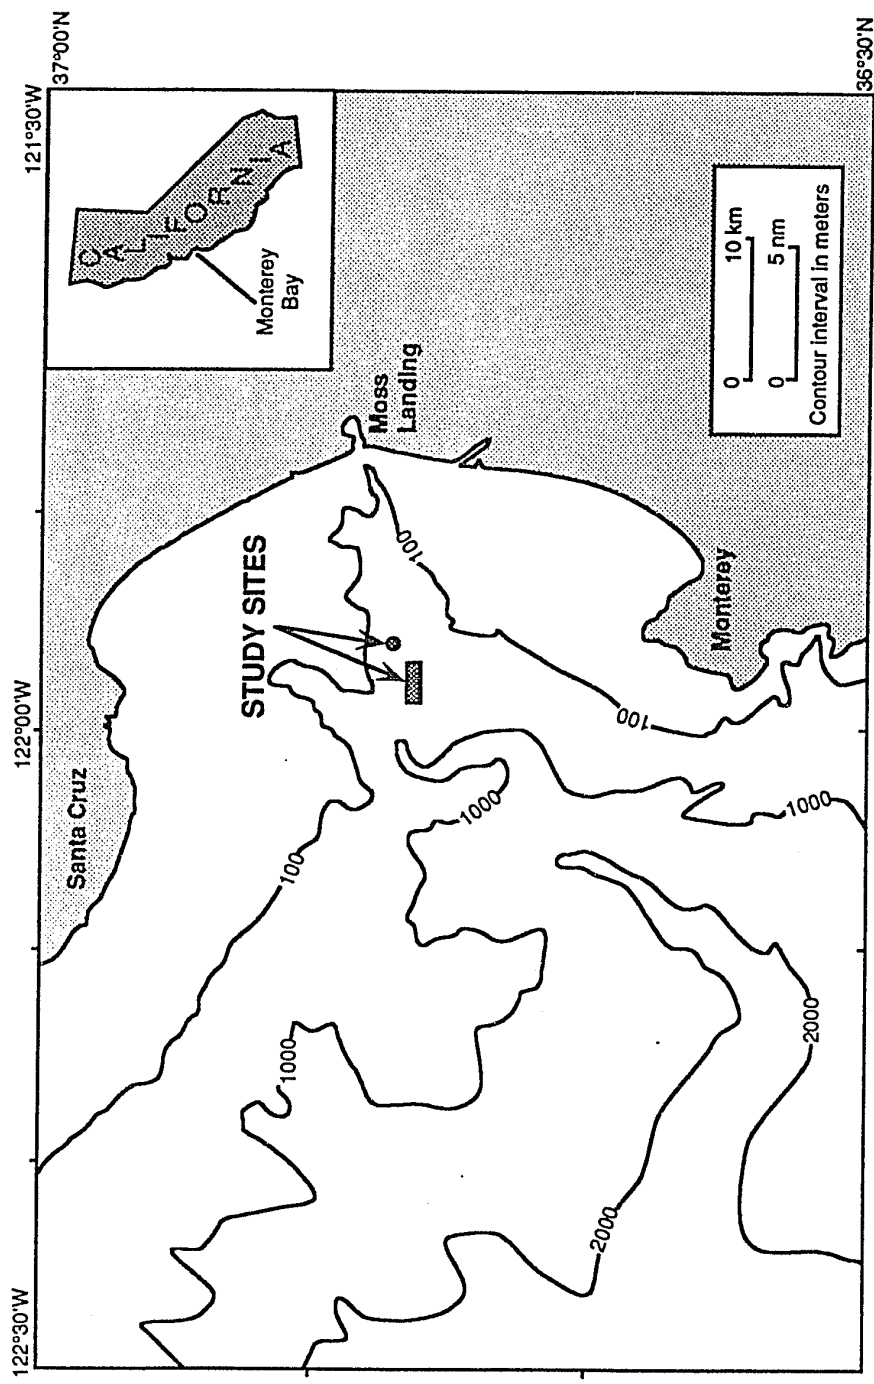 122°30'W
122°00'W
121°30'W
37°00'N
36°30'N
CALIFORNIA
Monterey
Bay
Santa Cruz
STUDY SITES
Moss
Landing
Monterey
100
100
100
1000
1000
1000
2000
2000
0 10 km
0 5 nm
Contour interval in meters